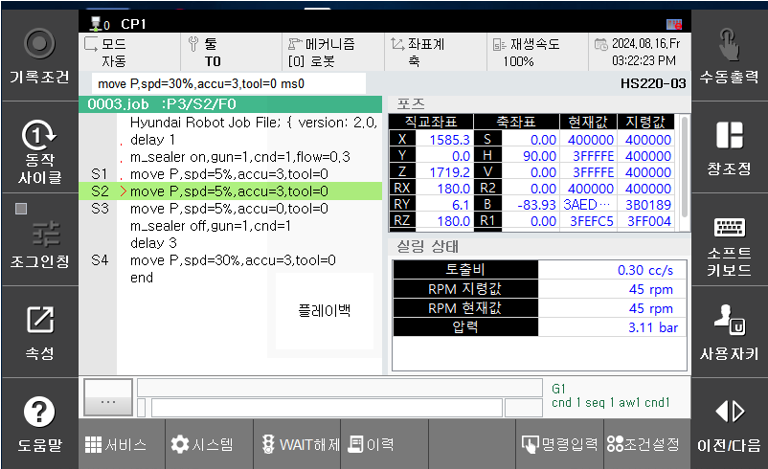 0 CP1
모드 자동
툴 T0
메커니즘 [0] 로봇
좌표계 축
재생속도 100%
2024,08,16,Fr 03:22:23 PM
기록조건
수동출력
move P,spd=30%,accu=3,tool=0 ms0
HS220-03
0003.job :P3/S2/F0
Hyundai Robot Job File; { version: 2,0,
delay 1
m_sealer on,gun=1,cnd=1,flow=0,3
S1 move P,spd=5%,accu=3,tool=0
S2 >move P,spd=5%,accu=3,tool=0
S3 move P,spd=5%,accu=0,tool=0
m_sealer off,gun=1,cnd=1
delay 3
S4 move P,spd=30%,accu=3,tool=0
end
플레이백
포즈
직교좌표 축좌표 현재값 지령값
X 1585.3 S 0.00 400000 400000
Y 0.0 H 90.00 3FFFFE 400000
Z 1719.2 V 0.00 3FFFFE 400000
RX 180.0 R2 0.00 400000 400000
RY 6.1 B -83.93 3AED… 3B0189
RZ 180.0 R1 0.00 3FEFC5 3FF004
실링 상태
토출비 0.30 cc/s
RPM 지령값 45 rpm
RPM 현재값 45 rpm
압력 3.11 bar
1
동작
사이클
조그인칭
속성
도움말
창조정
소프트
키보드
U
사용자키
이전/다음
...
G1
cnd 1 seq 1 aw1 cnd1
서비스
시스템
WAIT해제
이력
명령입력
조건설정